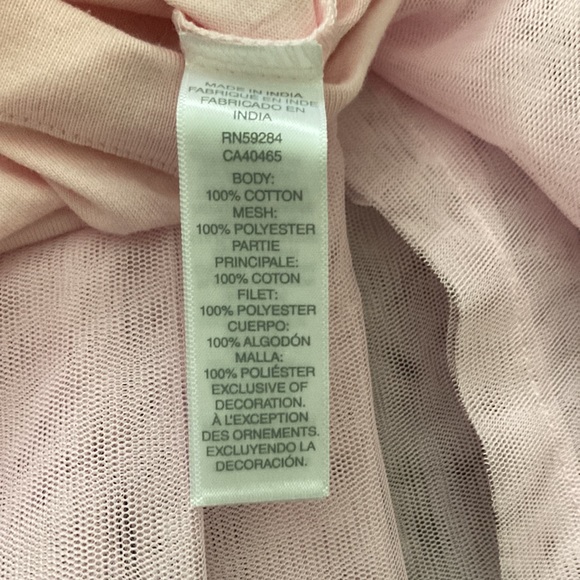 MADE IN INDIA
FABRIQUÉ EN INDE
FABRICADO EN
INDIA
RN59284
CA40465
BODY:
100% COTTON
MESH:
100% POLYESTER
PARTIE
PRINCIPALE:
100% COTON
FILET:
100% POLYESTER
CUERPO:
100% ALGODÓN
MALLA:
100% POLIÉSTER
EXCLUSIVE OF
DECORATION.
À L'EXCEPTION
DES ORNEMENTS.
EXCLUYENDO LA
DECORACIÓN.